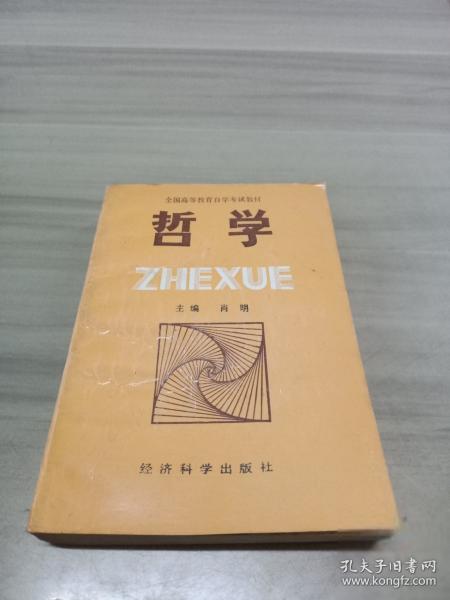 全国高等教育自学考试教材
哲学
ZHEXUE
主编 肖明
经济科学出版社
孔夫子旧书网
www.kongfz.com